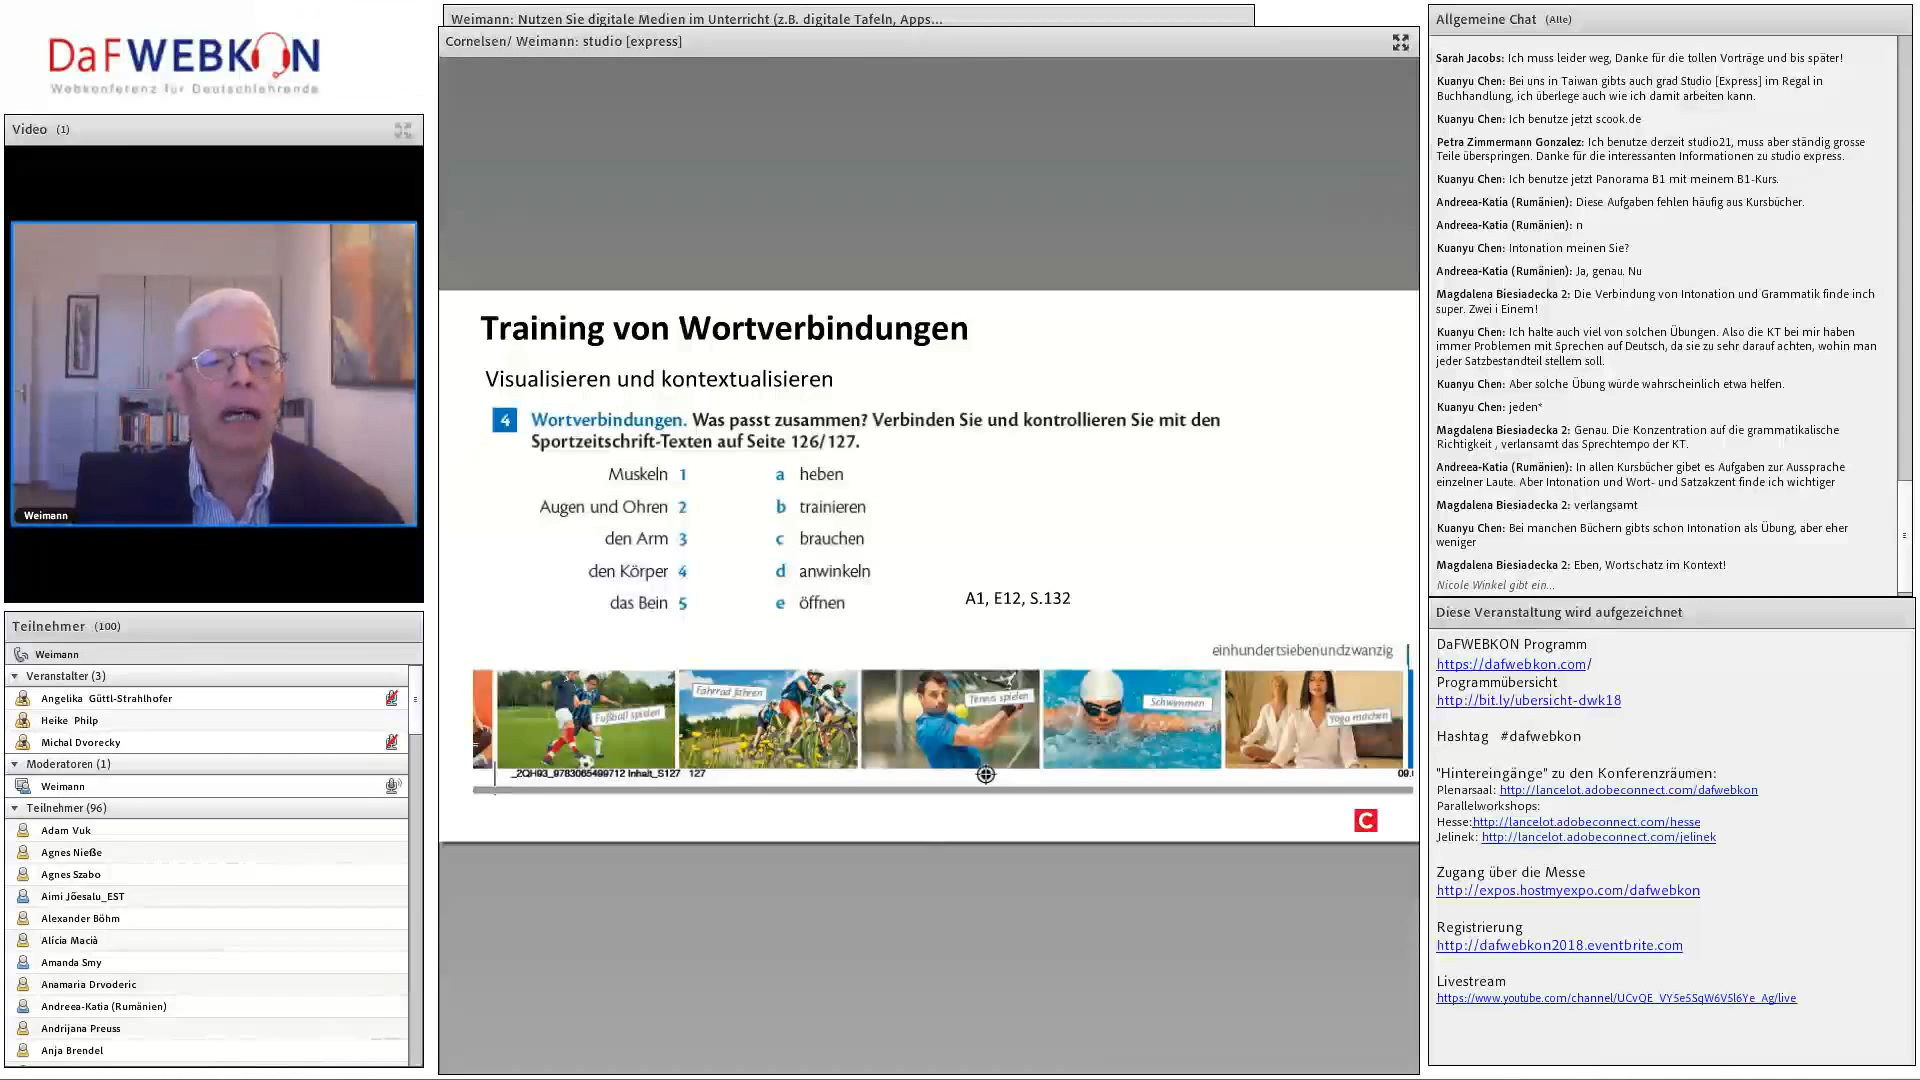 DaFWEBKON
Webkonferenz für Deutschlehrende
Video (1)
Weimann
Teilnehmer (100)
Weimann
Veranstalter (3)
Angelika Güttl-Strahlhofer
Heike Philp
Michal Dvorecky
Moderatoren (1)
Weimann
Teilnehmer (96)
Adam Vuk
Agnes Nieße
Agnes Szabo
Aimi Jõesalu_EST
Alexander Böhm
Alícia Macià
Amanda Smy
Anamaria Drvoderic
Andreea-Katia (Rumänien)
Andrijana Preuss
Anja Brendel
Weimann: Nutzen Sie digitale Medien im Unterricht (z.B. digitale Tafeln, Apps...
Cornelsen/ Weimann: studio [express]
Training von Wortverbindungen
Visualisieren und kontextualisieren
4 Wortverbindungen. Was passt zusammen? Verbinden Sie und kontrollieren Sie mit den
Sportzeitschrift-Texten auf Seite 126/127.
Muskeln 1 a heben
Augen und Ohren 2 b trainieren
den Arm 3 c brauchen
den Körper 4 d anwinkeln
das Bein 5 e öffnen
A1, E12, S.132
einhundertsiebenundzwanzig
Fußball spielen
Fahrrad fahren
Tennis spielen
Schwimmen
Yoga machen
_2QH93_9783065499712 Inhalt_S127 127
09.
C
Allgemeine Chat (Alle)
Sarah Jacobs: Ich muss leider weg, Danke für die tollen Vorträge und bis später!
Kuanyu Chen: Bei uns in Taiwan gibts auch grad Studio [Express] im Regal in
Buchhandlung, ich überlege auch wie ich damit arbeiten kann.
Kuanyu Chen: Ich benutze jetzt scook.de
Petra Zimmermann Gonzalez: Ich benutze derzeit studio21, muss aber ständig grosse
Teile überspringen. Danke für die interessanten Informationen zu studio express.
Kuanyu Chen: Ich benutze jetzt Panorama B1 mit meinem B1-Kurs.
Andreea-Katia (Rumänien): Diese Aufgaben fehlen häufig aus Kursbücher.
Andreea-Katia (Rumänien): n
Kuanyu Chen: Intonation meinen Sie?
Andreea-Katia (Rumänien): Ja, genau. Nu
Magdalena Biesiadecka 2: Die Verbindung von Intonation und Grammatik finde inch
super. Zwei i Einem!
Kuanyu Chen: Ich halte auch viel von solchen Übungen. Also die KT bei mir haben
immer Problemen mit Sprechen auf Deutsch, da sie zu sehr darauf achten, wohin man
jeder Satzbestandteil stellem soll.
Kuanyu Chen: Aber solche Übung würde wahrscheinlich etwa helfen.
Kuanyu Chen: jeden*
Magdalena Biesiadecka 2: Genau. Die Konzentration auf die grammatikalische
Richtigkeit , verlansamt das Sprechtempo der KT.
Andreea-Katia (Rumänien): In allen Kursbücher gibet es Aufgaben zur Aussprache
einzelner Laute. Aber Intonation und Wort- und Satzakzent finde ich wichtiger
Magdalena Biesiadecka 2: verlangsamt
Kuanyu Chen: Bei manchen Büchern gibts schon Intonation als Übung, aber eher
weniger
Magdalena Biesiadecka 2: Eben, Wortschatz im Kontext!
Nicole Winkel gibt ein...
Diese Veranstaltung wird aufgezeichnet
DaFWEBKON Programm
https://dafwebkon.com/
Programmübersicht
http://bit.ly/ubersicht-dwk18
Hashtag #dafwebkon
"Hintereingänge" zu den Konferenzräumen:
Plenarsaal: http://lancelot.adobeconnect.com/dafwebkon
Parallelworkshops:
Hesse:http://lancelot.adobeconnect.com/hesse
Jelinek: http://lancelot.adobeconnect.com/jelinek
Zugang über die Messe
http://expos.hostmyexpo.com/dafwebkon
Registrierung
http://dafwebkon2018.eventbrite.com
Livestream
https://www.youtube.com/channel/UCvQE_VY5e5SqW6V5l6Ye_Ag/live